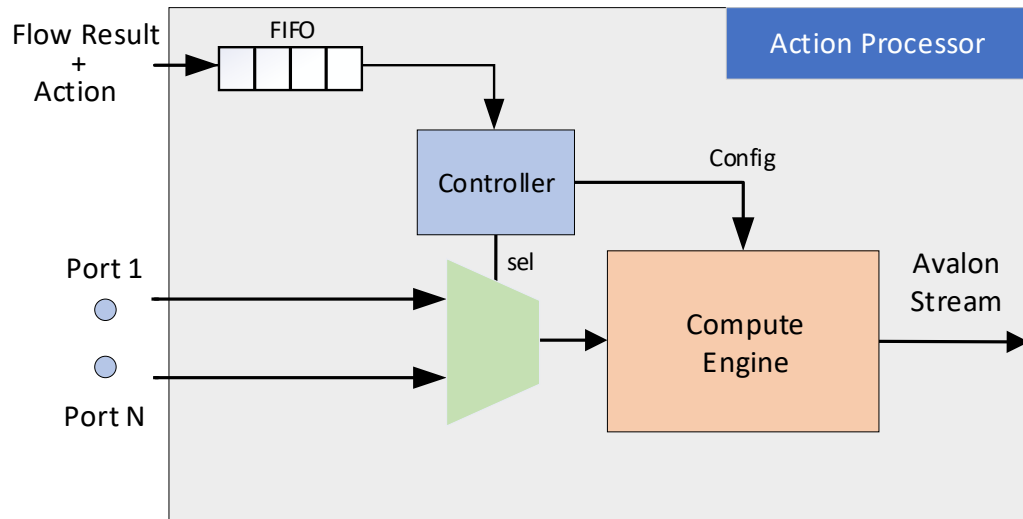 Flow Result
+
Action
FIFO
Action Processor
Controller
Config
sel
Port 1
Port N
Compute
Engine
Avalon
Stream